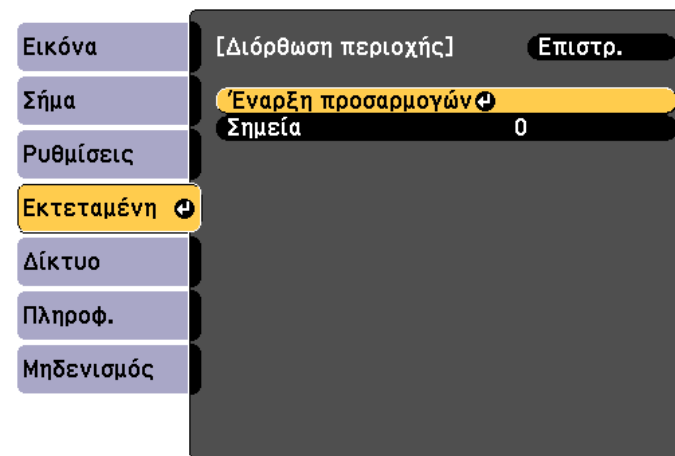 Εικόνα
Σήμα
Ρυθμίσεις
Εκτεταμένη
Δίκτυο
Πληροφ.
Μηδενισμός
[Διόρθωση περιοχής] Επιστρ.
Έναρξη προσαρμογών
Σημεία 0